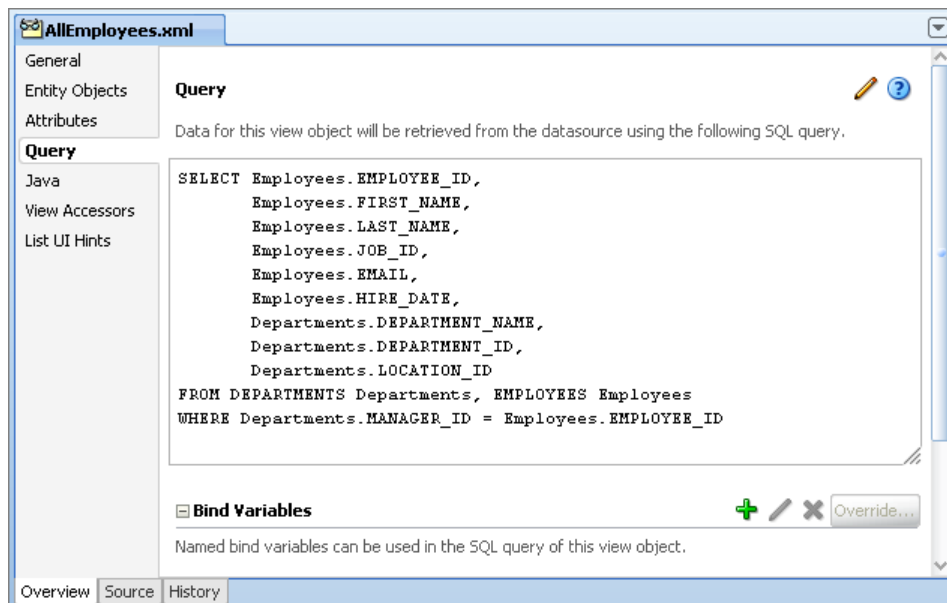 AllEmployees.xml
General
Entity Objects
Attributes
Query
Java
View Accessors
List UI Hints
Query
?
Data for this view object will be retrieved from the datasource using the following SQL query.
SELECT Employees.EMPLOYEE_ID,
Employees.FIRST_NAME,
Employees.LAST_NAME,
Employees.JOB_ID,
Employees.EMAIL,
Employees.HIRE_DATE,
Departments.DEPARTMENT_NAME,
Departments.DEPARTMENT_ID,
Departments.LOCATION_ID
FROM DEPARTMENTS Departments, EMPLOYEES Employees
WHERE Departments.MANAGER_ID = Employees.EMPLOYEE_ID
Bind Variables
Override...
Named bind variables can be used in the SQL query of this view object.
Overview Source History